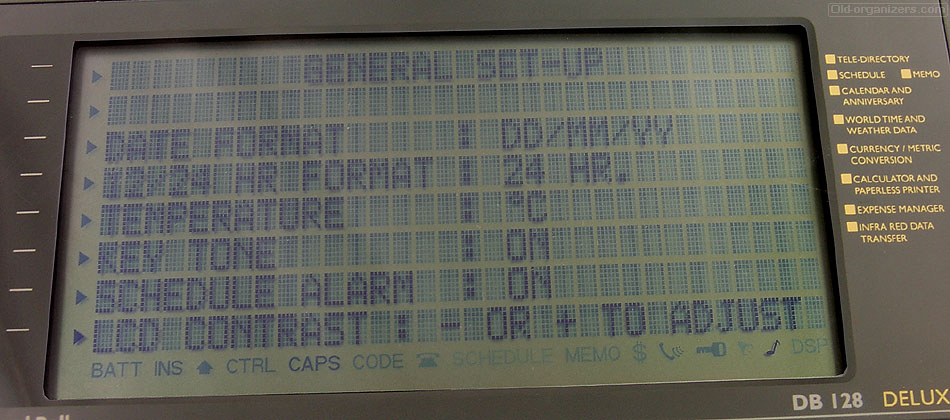 Old-organizers.com
GENERAL SET-UP
DATE FORMAT : DD/MM/YY
12/24 HR FORMAT : 24 HR.
TEMPERATURE : °C
KEY TONE : ON
SCHEDULE ALARM : ON
LCD CONTRAST : - OR + TO ADJUST
BATT INS CTRL CAPS CODE SCHEDULE MEMO $ DSP
TELE-DIRECTORY
SCHEDULE MEMO
CALENDAR AND
ANNIVERSARY
WORLD TIME AND
WEATHER DATA
CURRENCY / METRIC
CONVERSION
CALCULATOR AND
PAPERLESS PRINTER
EXPENSE MANAGER
INFRA RED DATA
TRANSFER
DB 128 DELUX